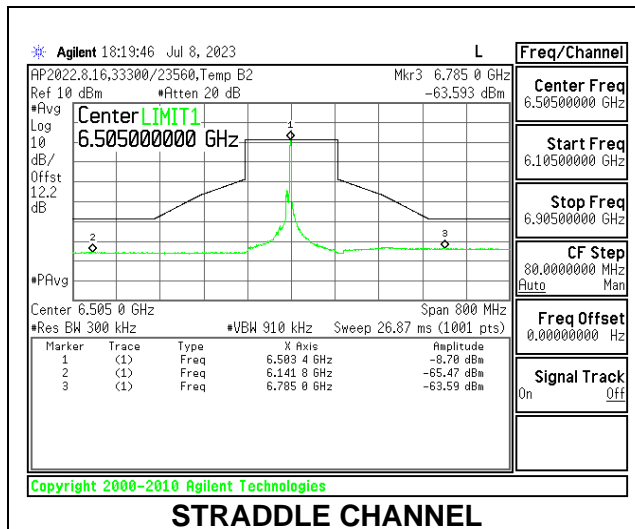 Agilent 18:19:46 Jul 8, 2023 L
AP2022.8.16,33300/23560,Temp B2 Mkr3 6.785 0 GHz
Ref 10 dBm #Atten 20 dB -63.593 dBm
#Avg
Log
10
dB/
Offst
12.2
dB
#PAvg
Center LIMIT1
6.505000000 GHz
1
2
3
Center 6.505 0 GHz Span 800 MHz
#Res BW 300 kHz #VBW 910 kHz Sweep 26.87 ms (1001 pts)
Marker Trace Type X Axis Amplitude
1 (1) Freq 6.503 4 GHz -8.70 dBm
2 (1) Freq 6.141 8 GHz -65.47 dBm
3 (1) Freq 6.785 0 GHz -63.59 dBm
Copyright 2000-2010 Agilent Technologies
Freq/Channel
Center Freq
6.50500000 GHz
Start Freq
6.10500000 GHz
Stop Freq
6.90500000 GHz
CF Step
80.0000000 MHz
Auto Man
Freq Offset
0.00000000 Hz
Signal Track
On Off
STRADDLE CHANNEL